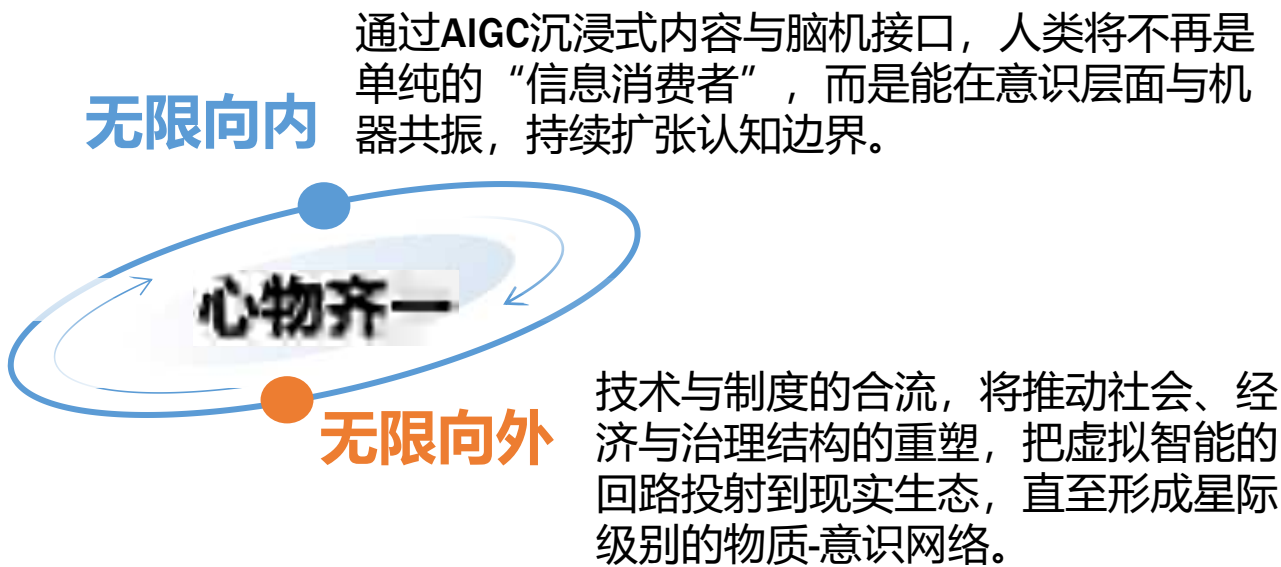 通过AIGC沉浸式内容与脑机接口，人类将不再是
单纯的“信息消费者”，而是能在意识层面与机
器共振，持续扩张认知边界。
无限向内
心物齐一
无限向外
技术与制度的合流，将推动社会、经
济与治理结构的重塑，把虚拟智能的
回路投射到现实生态，直至形成星际
级别的物质-意识网络。